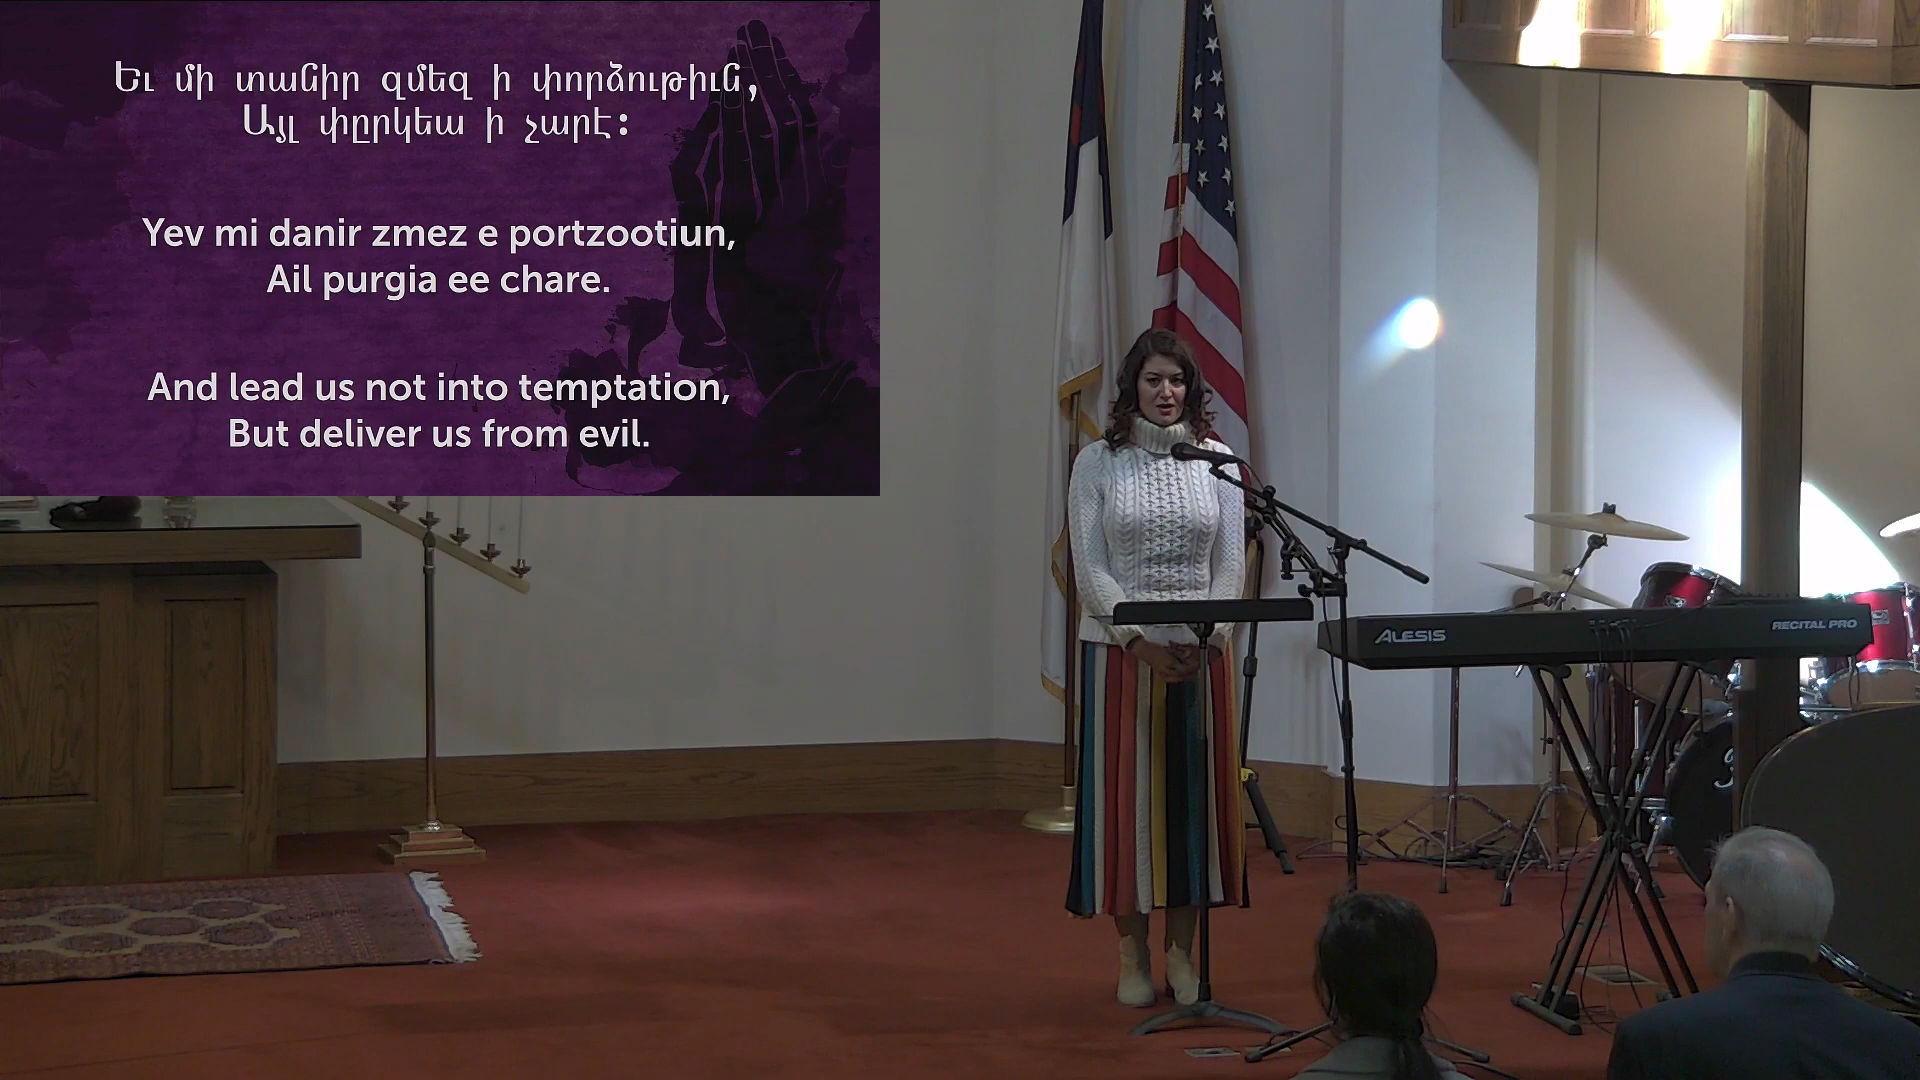 Եւ մի տանիր զմեզ ի փորձութիւն,
Այլ փըրկեա ի չարէ:
Yev mi danir zmez e portzootiun,
Ail purgia ee chare.
And lead us not into temptation,
But deliver us from evil.
ALESIS
RECITAL PRO